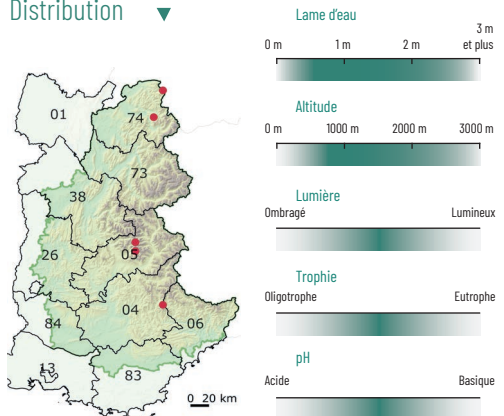 Distribution ▼
01
74
73
38
26
05
04
84
06
13
83
0 20 km
Lame d'eau
0 m 1 m 2 m 3 m
et plus
Altitude
0 m 1000 m 2000 m 3000 m
Lumière
Ombragé Lumineux
Trophie
Oligotrophe Eutrophe
pH
Acide Basique